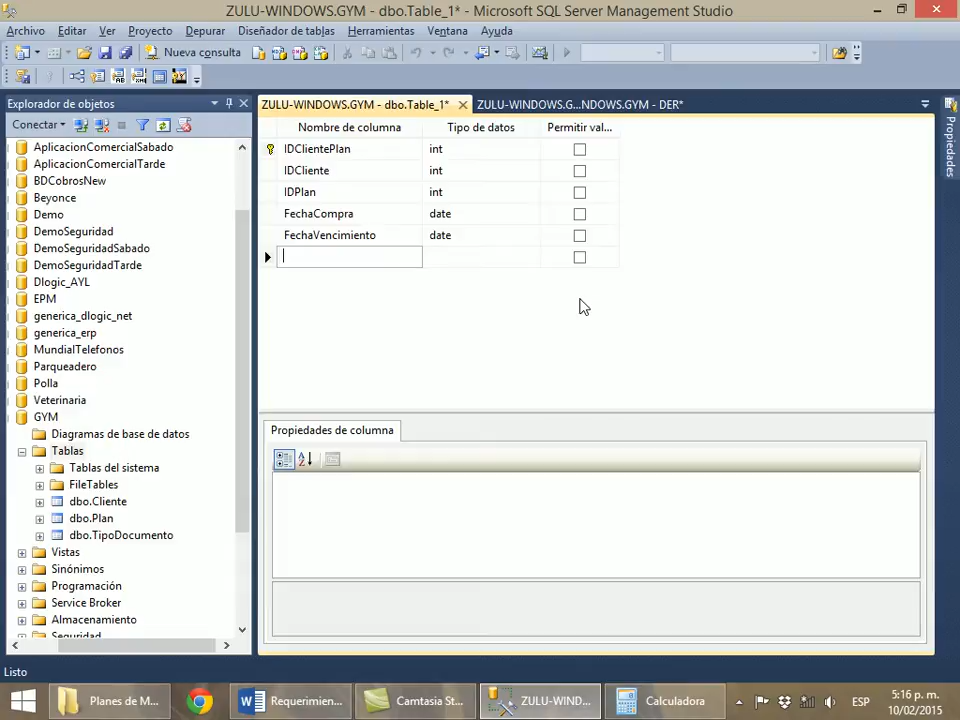 ZULU-WINDOWS.GYM - dbo.Table_1* - Microsoft SQL Server Management Studio
Archivo Editar Ver Proyecto Depurar Diseñador de tablas Herramientas Ventana Ayuda
Nueva consulta
Explorador de objetos
ZULU-WINDOWS.GYM - dbo.Table_1*
ZULU-WINDOWS.G...NDOWS.GYM - DER*
Conectar
AplicacionComercialSabado
AplicacionComercialTarde
BDCobrosNew
Beyonce
Demo
DemoSeguridad
DemoSeguridadSabado
DemoSeguridadTarde
Dlogic_AYL
EPM
generica_dlogic_net
generica_erp
MundialTelefonos
Parqueadero
Polla
Veterinaria
GYM
Diagramas de base de datos
Tablas
Tablas del sistema
FileTables
dbo.Cliente
dbo.Plan
dbo.TipoDocumento
Vistas
Sinónimos
Programación
Service Broker
Almacenamiento
Seguridad
Nombre de columna Tipo de datos Permitir val...
IDClientePlan int
IDCliente int
IDPlan int
FechaCompra date
FechaVencimiento date
Propiedades de columna
Propiedades
Listo
Planes de M...
Requerimien...
Camtasia St...
ZULU-WIND...
Calculadora
ESP
5:16 p. m.
10/02/2015